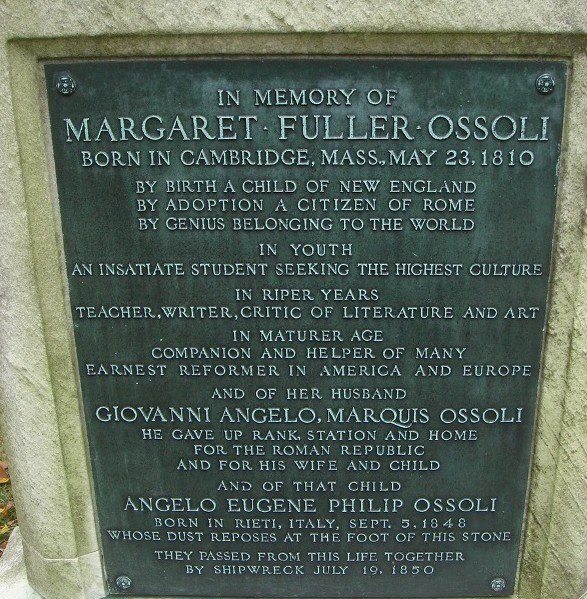 IN MEMORY OF
MARGARET · FULLER · OSSOLI
BORN IN CAMBRIDGE, MASS., MAY 23, 1810
BY BIRTH A CHILD OF NEW ENGLAND
BY ADOPTION A CITIZEN OF ROME
BY GENIUS BELONGING TO THE WORLD
IN YOUTH
AN INSATIATE STUDENT SEEKING THE HIGHEST CULTURE
IN RIPER YEARS
TEACHER, WRITER, CRITIC OF LITERATURE AND ART
IN MATURER AGE
COMPANION AND HELPER OF MANY
EARNEST REFORMER IN AMERICA AND EUROPE
AND OF HER HUSBAND
GIOVANNI ANGELO, MARQUIS OSSOLI
HE GAVE UP RANK, STATION AND HOME
FOR THE ROMAN REPUBLIC
AND FOR HIS WIFE AND CHILD
AND OF THAT CHILD
ANGELO EUGENE PHILIP OSSOLI
BORN IN RIETI, ITALY, SEPT. 5, 1848
WHOSE DUST REPOSES AT THE FOOT OF THIS STONE
THEY PASSED FROM THIS LIFE TOGETHER
BY SHIPWRECK JULY 19, 1850